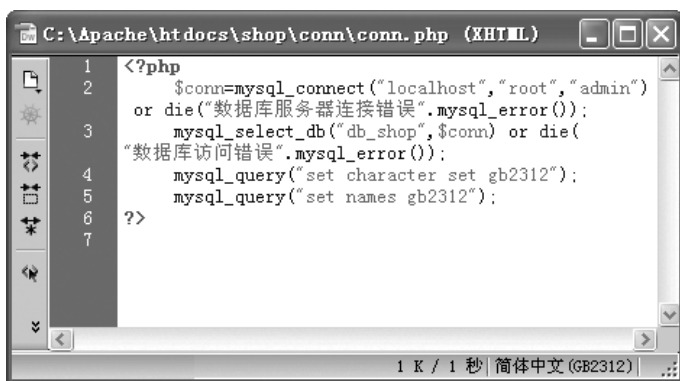 C:\Apache\htdocs\shop\conn\conn.php (XHTML)
1 <?php
2 $conn=mysql_connect("localhost","root","admin")
or die("数据库服务器连接错误".mysql_error());
3 mysql_select_db("db_shop",$conn) or die(
"数据库访问错误".mysql_error());
4 mysql_query("set character set gb2312");
5 mysql_query("set names gb2312");
6 ?>
7
1 K / 1 秒 简体中文(GB2312)